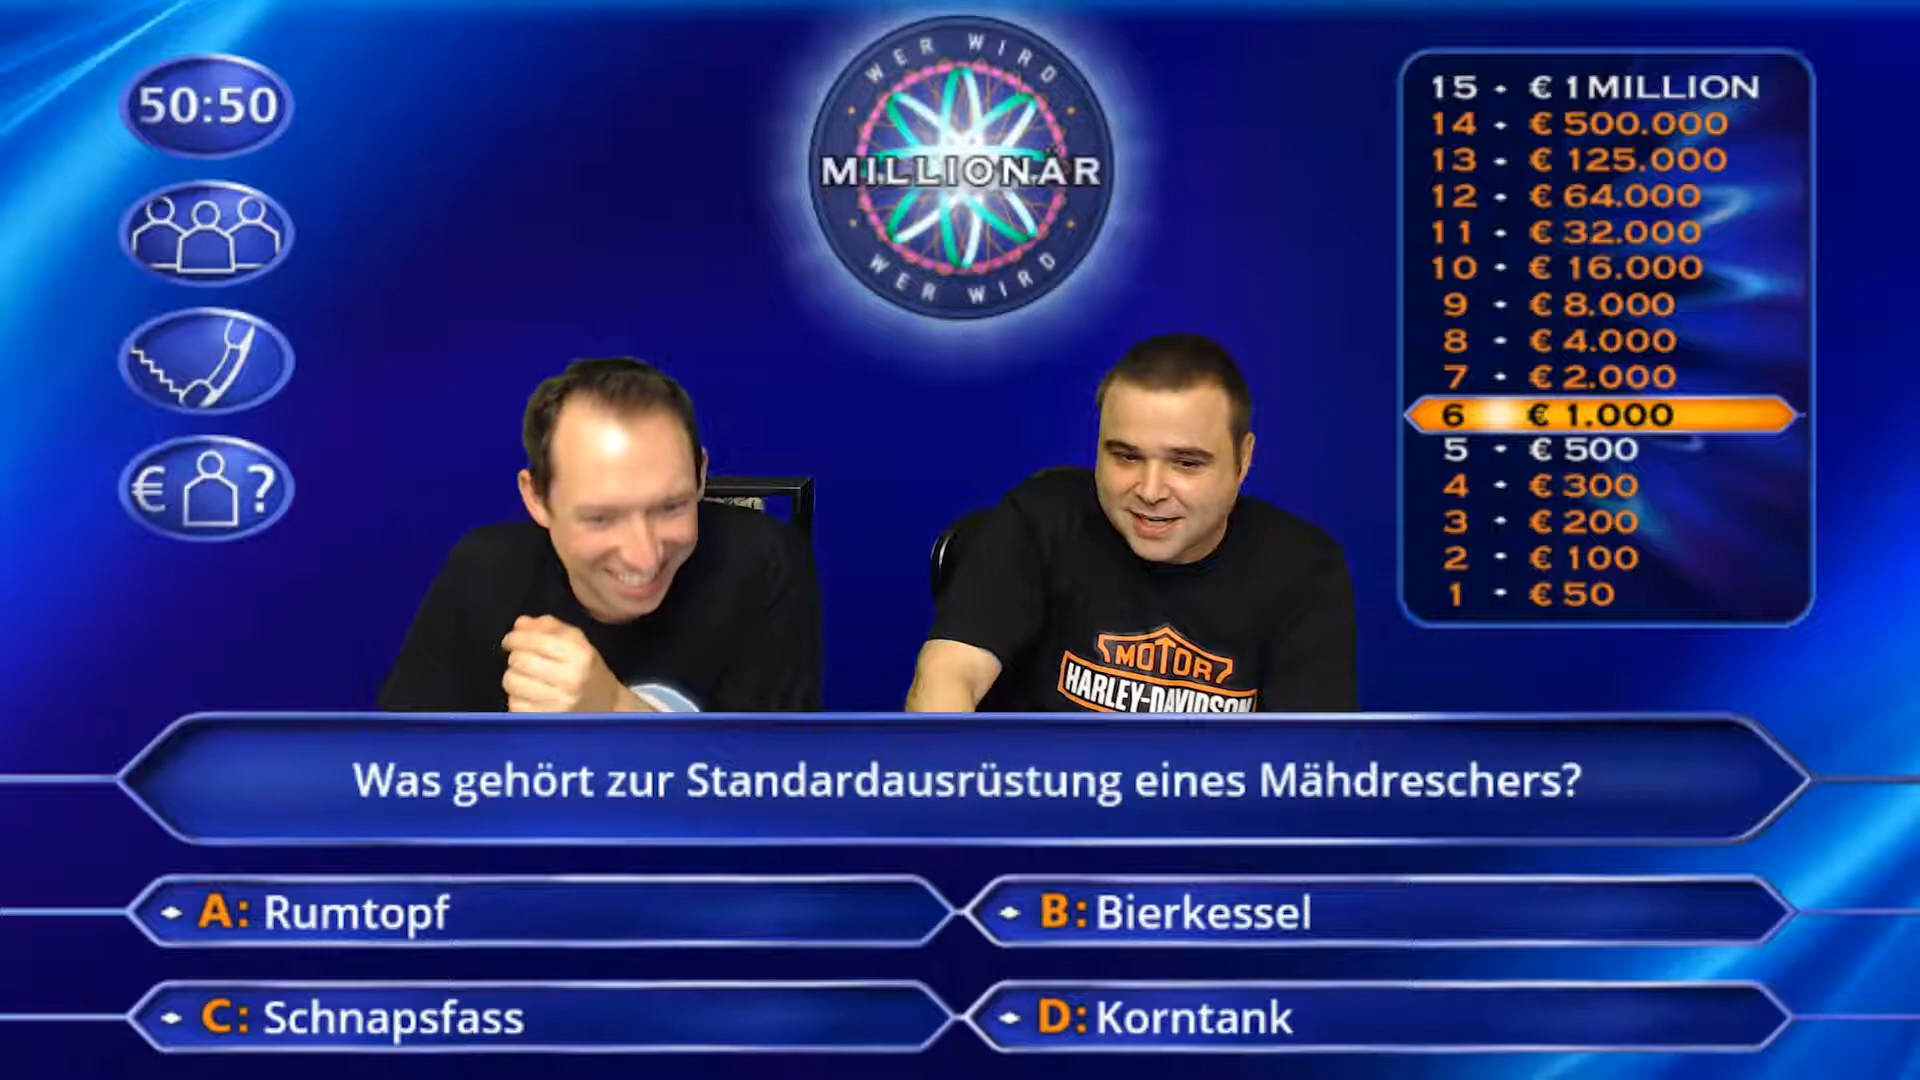 50:50
€ ?
WER WIRD
MILLIONÄR
WER WIRD
15 · € 1 MILLION
14 · € 500.000
13 · € 125.000
12 · € 64.000
11 · € 32.000
10 · € 16.000
9 · € 8.000
8 · € 4.000
7 · € 2.000
6 € 1.000
5 · € 500
4 · € 300
3 · € 200
2 · € 100
1 · € 50
MOTOR
HARLEY-DAVIDSON
Was gehört zur Standardausrüstung eines Mähdreschers?
A: Rumtopf
B: Bierkessel
C: Schnapsfass
D: Korntank